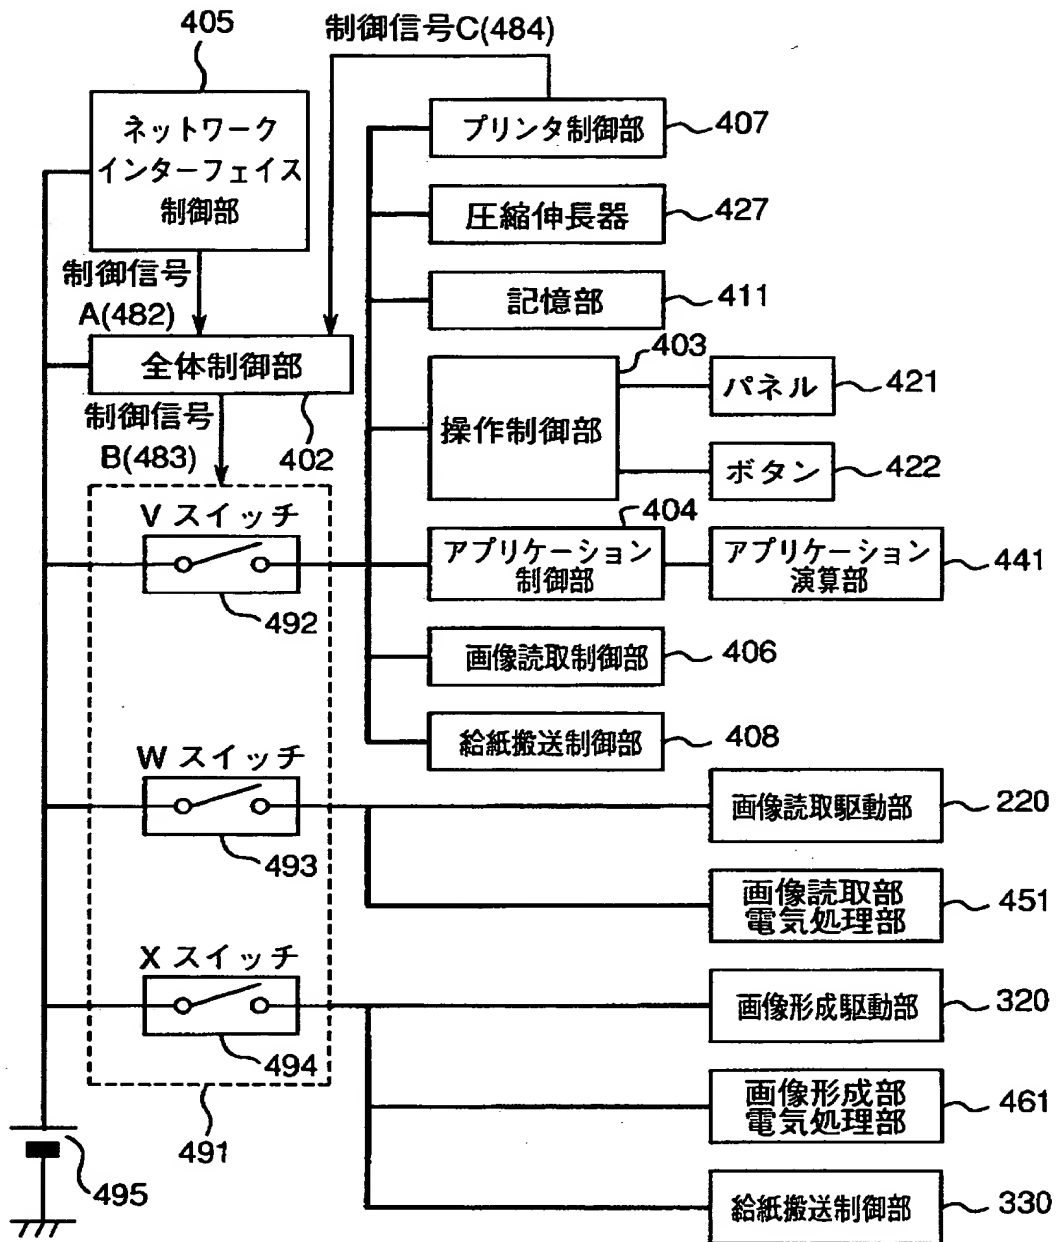 405
制御信号C(484)
ネットワーク
インターフェイス
制御部
プリンタ制御部
407
圧縮伸長器
427
制御信号
A(482)
記憶部
411
全体制御部
402
403
操作制御部
パネル
421
ボタン
422
制御信号
B(483)
V スイッチ
492
404
アプリケーション
制御部
アプリケーション
演算部
441
画像読取制御部
406
給紙搬送制御部
408
W スイッチ
493
画像読取駆動部
220
画像読取部
電気処理部
451
X スイッチ
494
画像形成駆動部
320
画像形成部
電気処理部
461
491
495
給紙搬送制御部
330